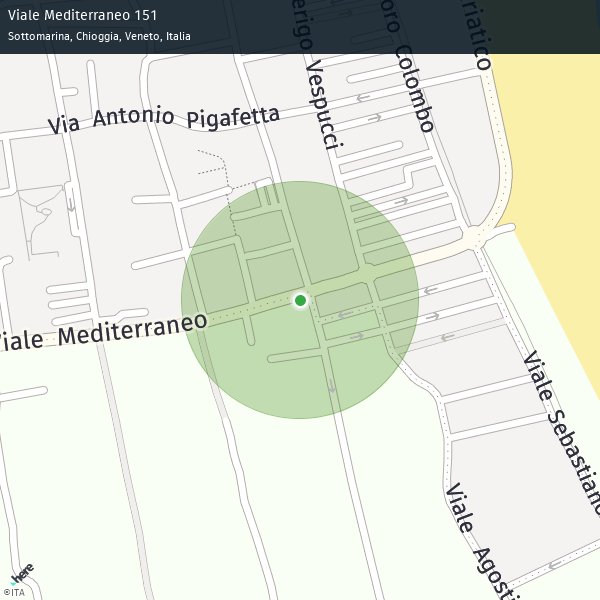 Viale Mediterraneo 151
Sottomarina, Chioggia, Veneto, Italia
Via Antonio Pigafetta
erigo Vespucci
oro Colombo
riatico
iale Mediterraneo
Viale Sebastiano
Viale Agosti
here
©ITA